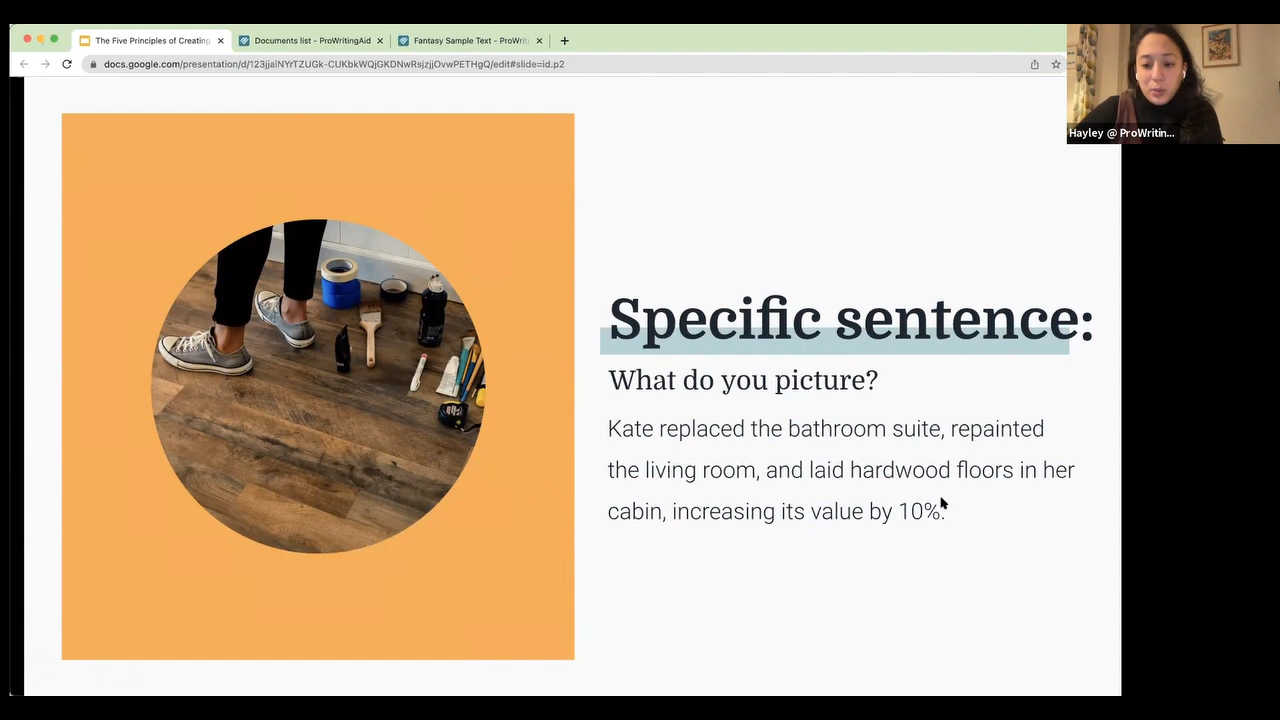 The Five Principles of Creating
Documents list - ProWritingAid
Fantasy Sample Text - ProWriti
docs.google.com/presentation/d/123jjaiNYrTZUGk-CUKbkWQjGKDNwRsjzjjOvwPETHgQ/edit#slide=id.p2
Hayley @ ProWritin...
Specific sentence:
What do you picture?
Kate replaced the bathroom suite, repainted
the living room, and laid hardwood floors in her
cabin, increasing its value by 10%.